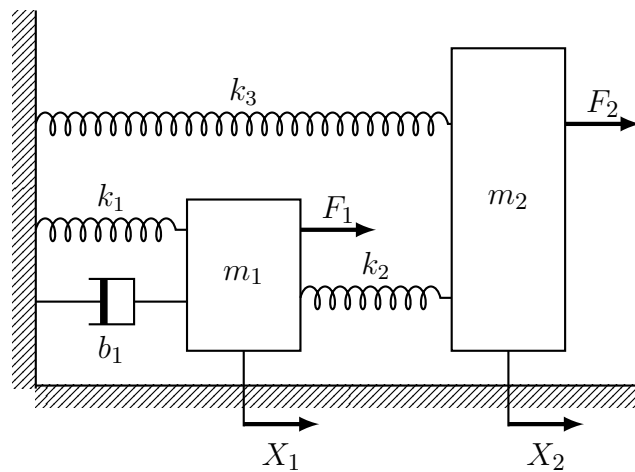 k₃
F₂
k₁
F₁
m₂
m₁
k₂
b₁
X₁
X₂